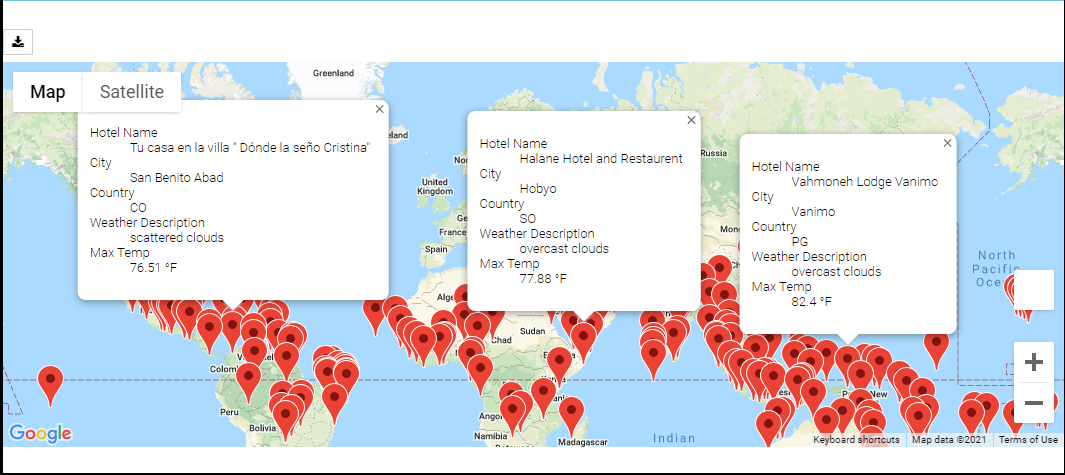 Map
Satellite
Hotel Name
Tu casa en la villa " Dónde la seño Cristina"
City
San Benito Abad
Country
CO
Weather Description
scattered clouds
Max Temp
76.51 °F
Hotel Name
Halane Hotel and Restaurent
City
Hobyo
Country
SO
Weather Description
overcast clouds
Max Temp
77.88 °F
Hotel Name
Vahmoneh Lodge Vanimo
City
Vanimo
Country
PG
Weather Description
overcast clouds
Max Temp
82.4 °F
Greenland
United
Kingdom
Spain
Russia
North
Pacific
Sudan
Chad
Peru
Bolivia
Namibia
Madagascar
Indian
Google
Keyboard shortcuts
Map data ©2021
Terms of Use